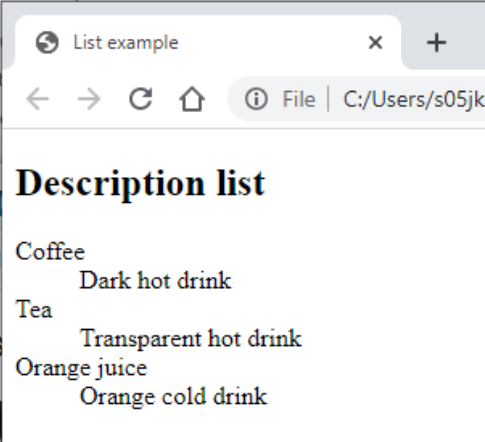 List example
File
C:/Users/s05jk
Description list
Coffee
Dark hot drink
Tea
Transparent hot drink
Orange juice
Orange cold drink